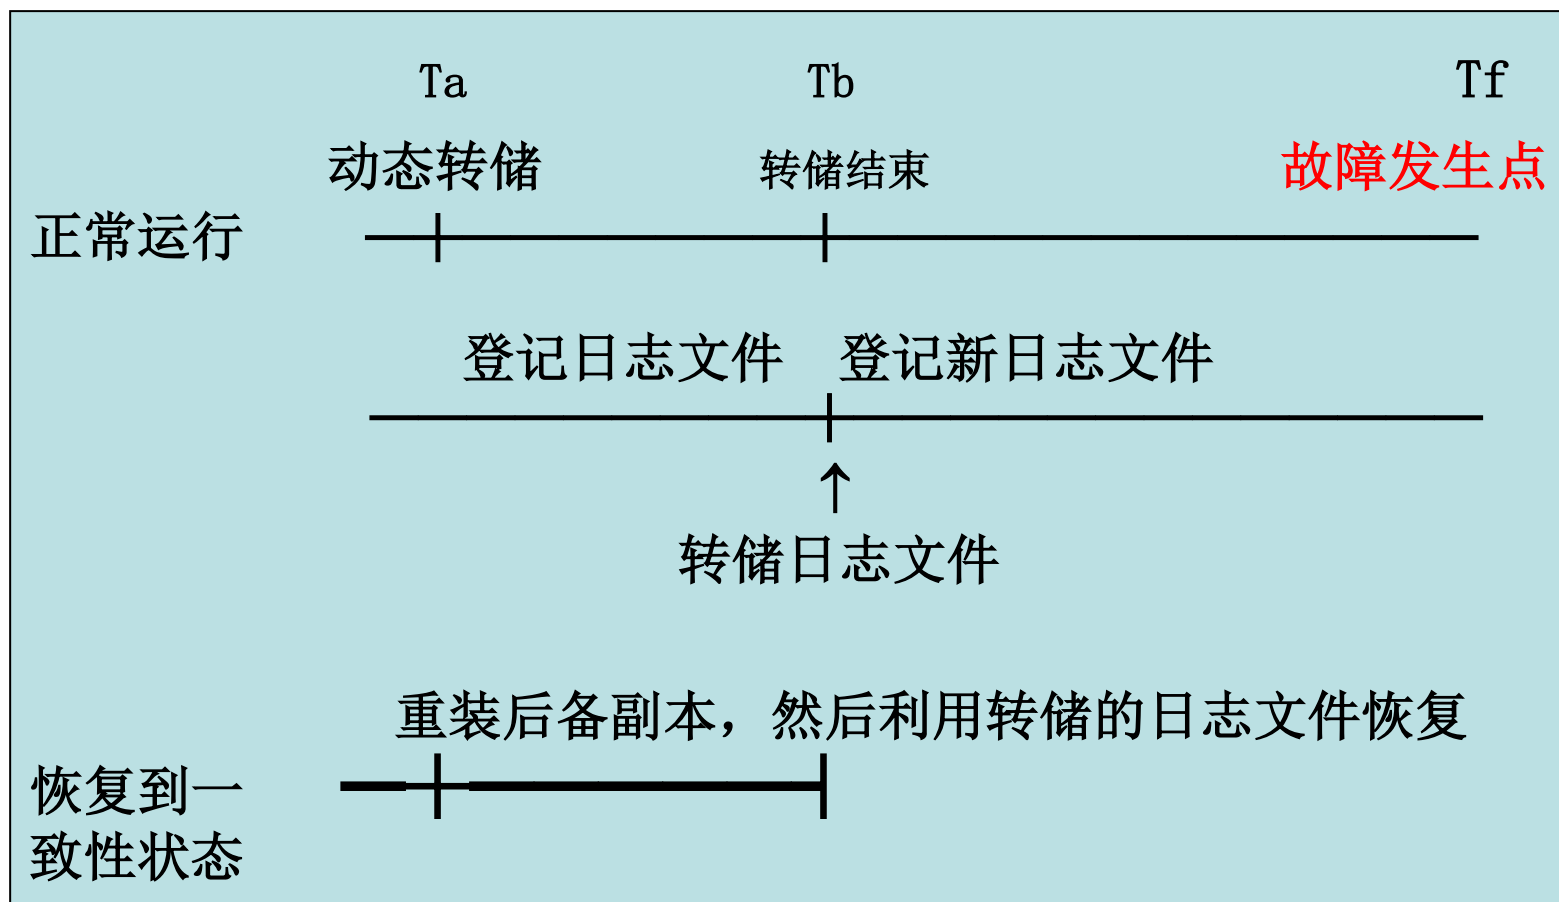 Ta Tb Tf
动态转储 转储结束 故障发生点
正常运行
登记日志文件 登记新日志文件
↑
转储日志文件
重装后备副本，然后利用转储的日志文件恢复
恢复到一
致性状态